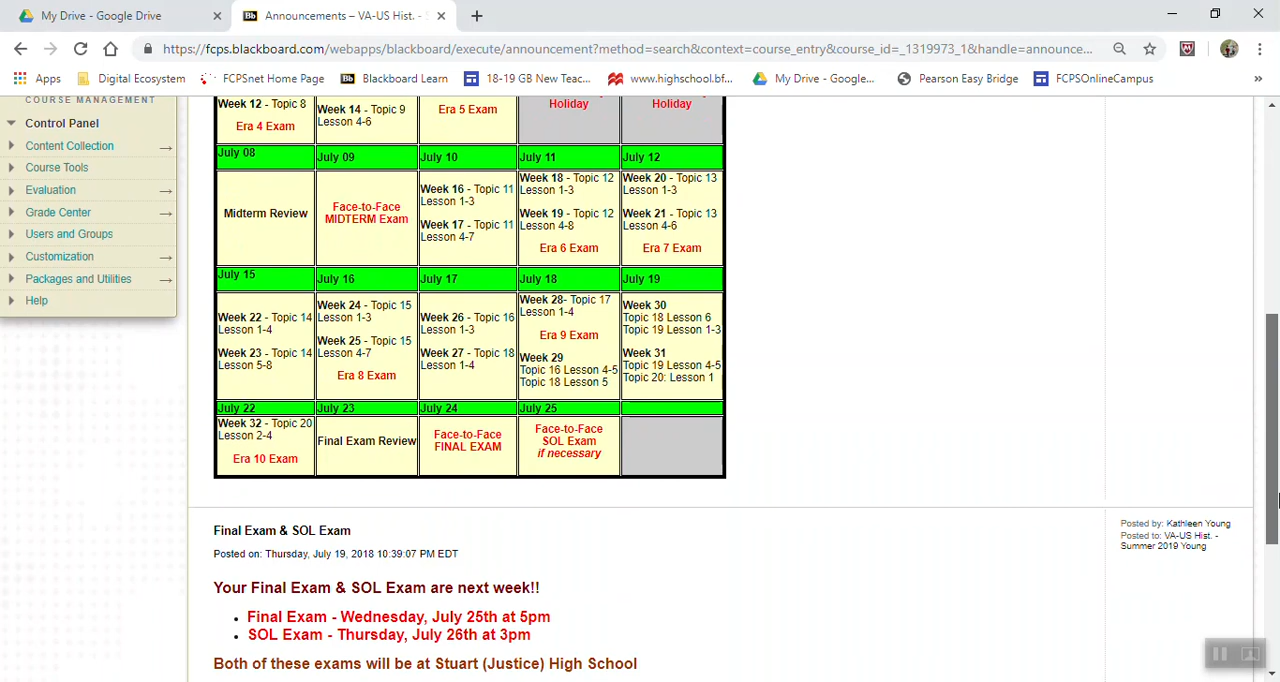 My Drive - Google Drive
Announcements – VA-US Hist. -
https://fcps.blackboard.com/webapps/blackboard/execute/announcement?method=search&context=course_entry&course_id=_1319973_1&handle=announce...
Apps
Digital Ecosystem
FCPSnet Home Page
Bb
Blackboard Learn
18-19 GB New Teac...
www.highschool.bf...
My Drive - Google...
Pearson Easy Bridge
FCPSOnlineCampus
»
COURSE MANAGEMENT
Control Panel
Content Collection
Course Tools
Evaluation
Grade Center
Users and Groups
Customization
Packages and Utilities
Help
Week 12 - Topic 8
Era 4 Exam
Week 14 - Topic 9
Lesson 4-6
Era 5 Exam
Holiday
Holiday
July 08
July 09
July 10
July 11
July 12
Midterm Review
Face-to-Face
MIDTERM Exam
Week 16 - Topic 11
Lesson 1-3
Week 17 - Topic 11
Lesson 4-7
Week 18 - Topic 12
Lesson 1-3
Week 19 - Topic 12
Lesson 4-8
Era 6 Exam
Week 20 - Topic 13
Lesson 1-3
Week 21 - Topic 13
Lesson 4-6
Era 7 Exam
July 15
July 16
July 17
July 18
July 19
Week 22 - Topic 14
Lesson 1-4
Week 23 - Topic 14
Lesson 5-8
Week 24 - Topic 15
Lesson 1-3
Week 25 - Topic 15
Lesson 4-7
Era 8 Exam
Week 26 - Topic 16
Lesson 1-3
Week 27 - Topic 18
Lesson 1-4
Week 28- Topic 17
Lesson 1-4
Era 9 Exam
Week 29
Topic 16 Lesson 4-5
Topic 18 Lesson 5
Week 30
Topic 18 Lesson 6
Topic 19 Lesson 1-3
Week 31
Topic 19 Lesson 4-5
Topic 20: Lesson 1
July 22
July 23
July 24
July 25
Week 32 - Topic 20
Lesson 2-4
Era 10 Exam
Final Exam Review
Face-to-Face
FINAL EXAM
Face-to-Face
SOL Exam
if necessary
Final Exam & SOL Exam
Posted on: Thursday, July 19, 2018 10:39:07 PM EDT
Posted by: Kathleen Young
Posted to: VA-US Hist. -
Summer 2019 Young
Your Final Exam & SOL Exam are next week!!
• Final Exam - Wednesday, July 25th at 5pm
• SOL Exam - Thursday, July 26th at 3pm
Both of these exams will be at Stuart (Justice) High School